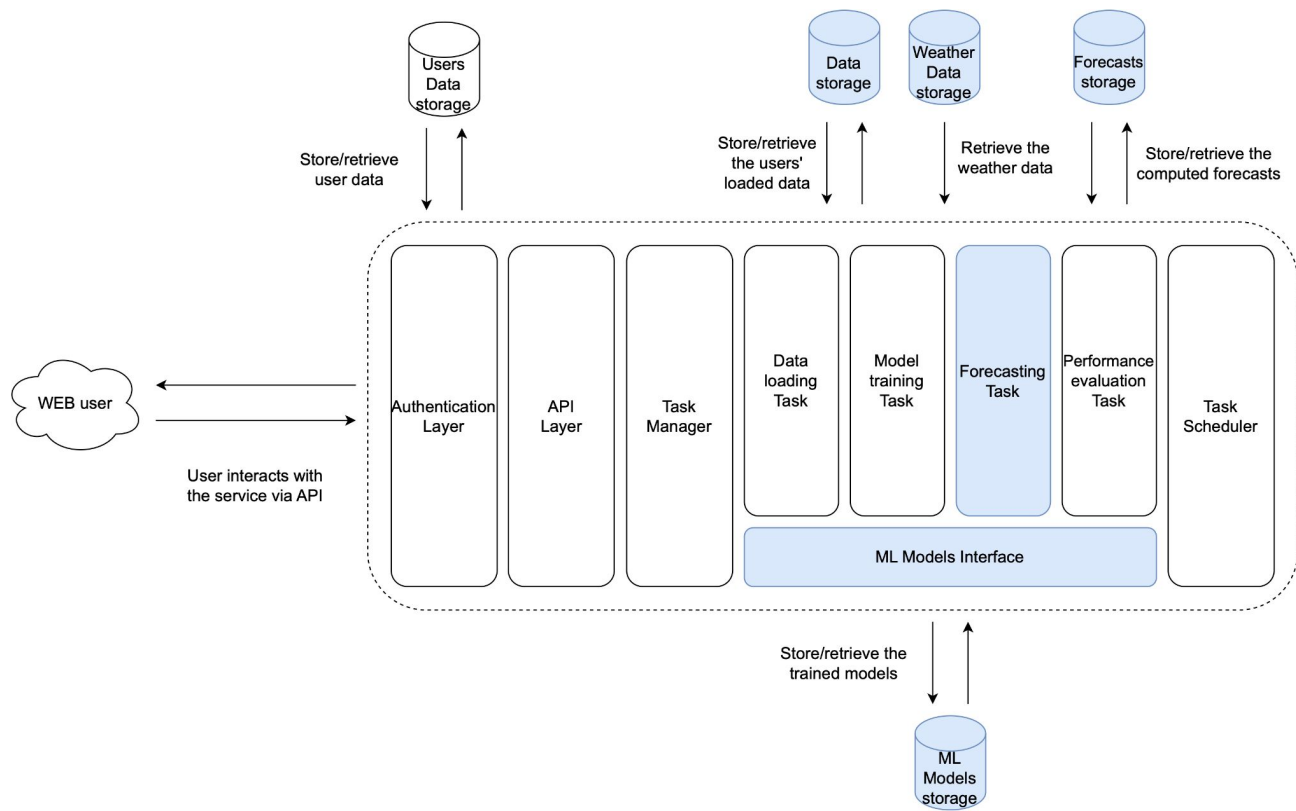 Users
Data
storage
Data
storage
Weather
Data
storage
Forecasts
storage
Store/retrieve
user data
Store/retrieve
the users'
loaded data
Retrieve the
weather data
Store/retrieve the
computed forecasts
WEB user
User interacts with
the service via API
Authentication
Layer
API
Layer
Task
Manager
Data
loading
Task
Model
training
Task
Forecasting
Task
Performance
evaluation
Task
Task
Scheduler
ML Models Interface
Store/retrieve the
trained models
ML
Models
storage